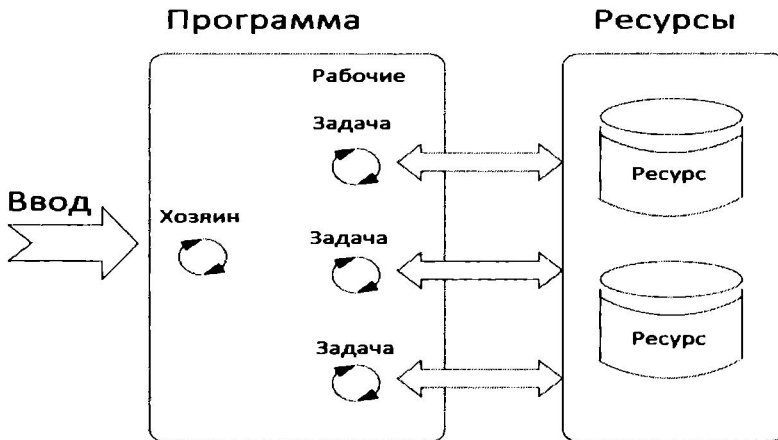 Программа
Ресурсы
Рабочие
Задача
Ресурс
Ввод
Хозяин
Задача
Ресурс
Задача